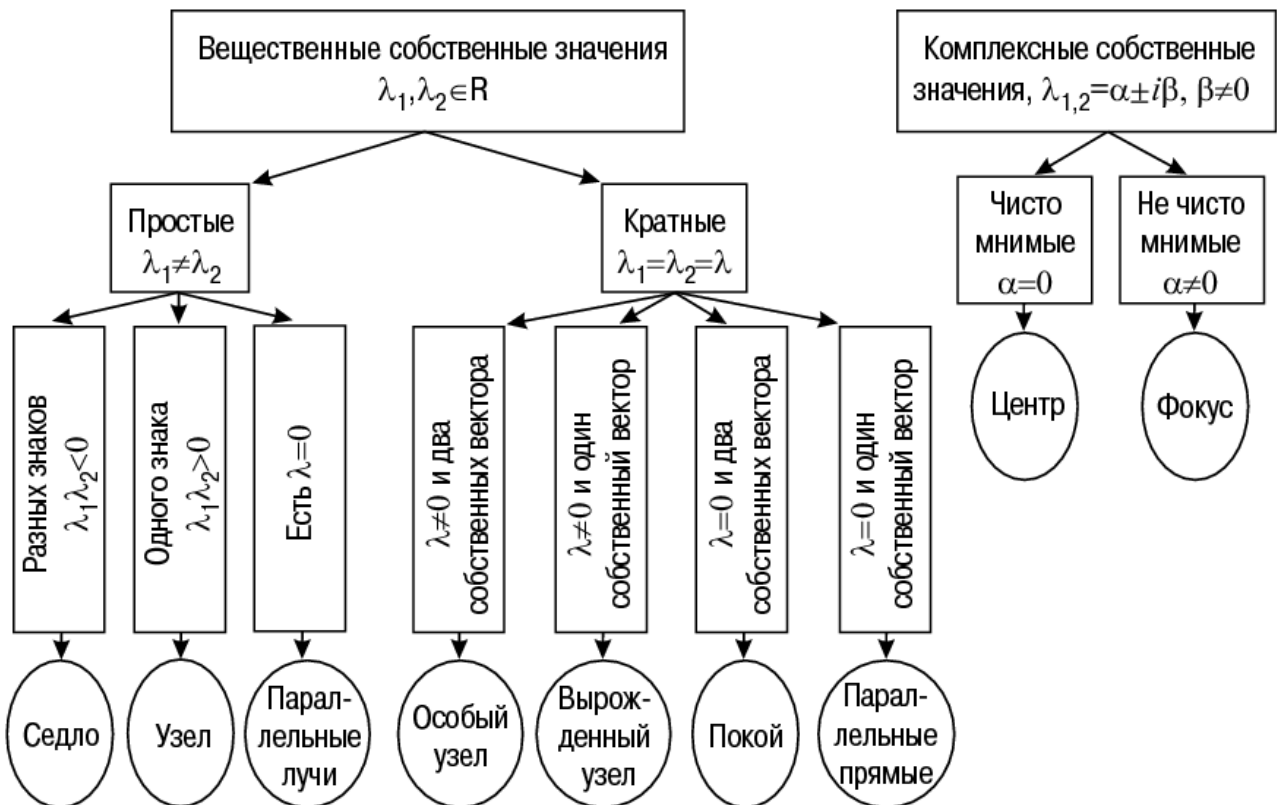 Вещественные собственные значения
λ₁,λ₂∈R
Комплексные собственные
значения, λ₁,₂=α±iβ, β≠0
Простые
λ₁≠λ₂
Кратные
λ₁=λ₂=λ
Чисто
мнимые
α=0
Не чисто
мнимые
α≠0
Разных знаков
λ₁λ₂<0
Одного знака
λ₁λ₂>0
Есть λ=0
λ≠0 и два
собственных вектора
λ≠0 и один
собственный вектор
λ=0 и два
собственных вектора
λ=0 и один
собственный вектор
Центр
Фокус
Седло
Узел
Парал-
лельные
лучи
Особый
узел
Вырож-
денный
узел
Покой
Парал-
лельные
прямые